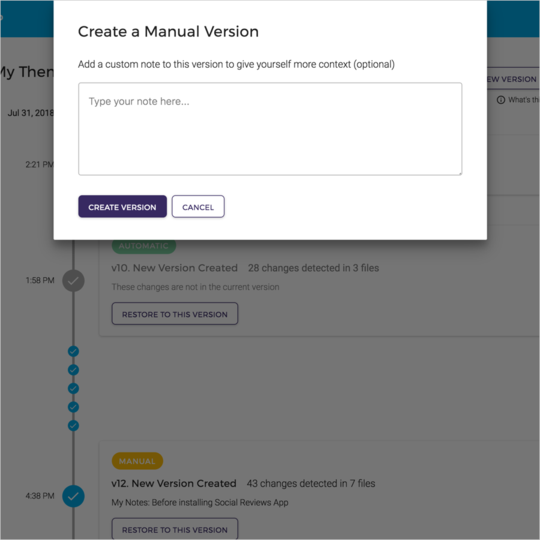 Create a Manual Version
Add a custom note to this version to give yourself more context (optional)
Type your note here...
CREATE VERSION
CANCEL
My Them
EW VERSION
What's thi
Jul 31, 2018
2:21 PM
AUTOMATIC
v10. New Version Created 28 changes detected in 3 files
1:58 PM
These changes are not in the current version
RESTORE TO THIS VERSION
MANUAL
v12. New Version Created 43 changes detected in 7 files
4:38 PM
My Notes: Before installing Social Reviews App
RESTORE TO THIS VERSION